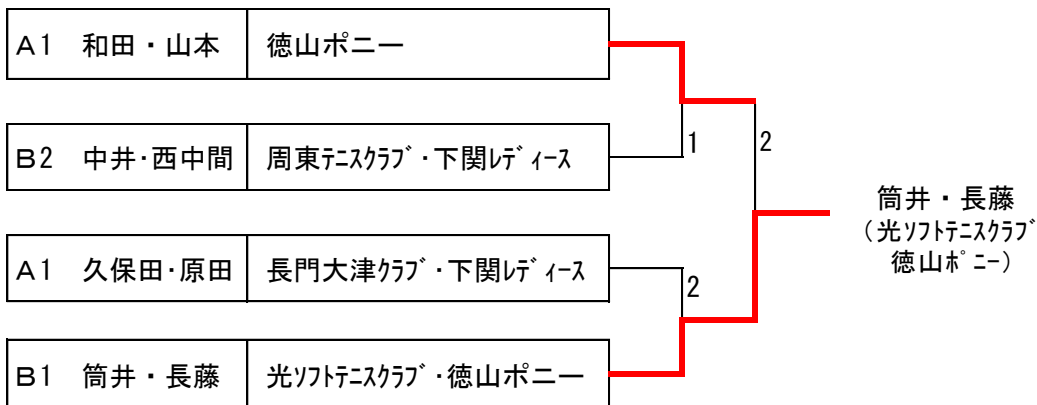 A1 和田・山本 徳山ポニー
B2 中井･西中間 周東ﾃﾆｽｸﾗﾌﾞ･下関ﾚﾃﾞｨｰｽ
1
2
A1 久保田･原田 長門大津ｸﾗﾌﾞ･下関ﾚﾃﾞｨｰｽ
2
B1 筒井・長藤 光ｿﾌﾄﾃﾆｽｸﾗﾌﾞ･徳山ポニー
筒井・長藤
（光ｿﾌﾄﾃﾆｽｸﾗﾌﾞ
徳山ﾎﾟﾆｰ）